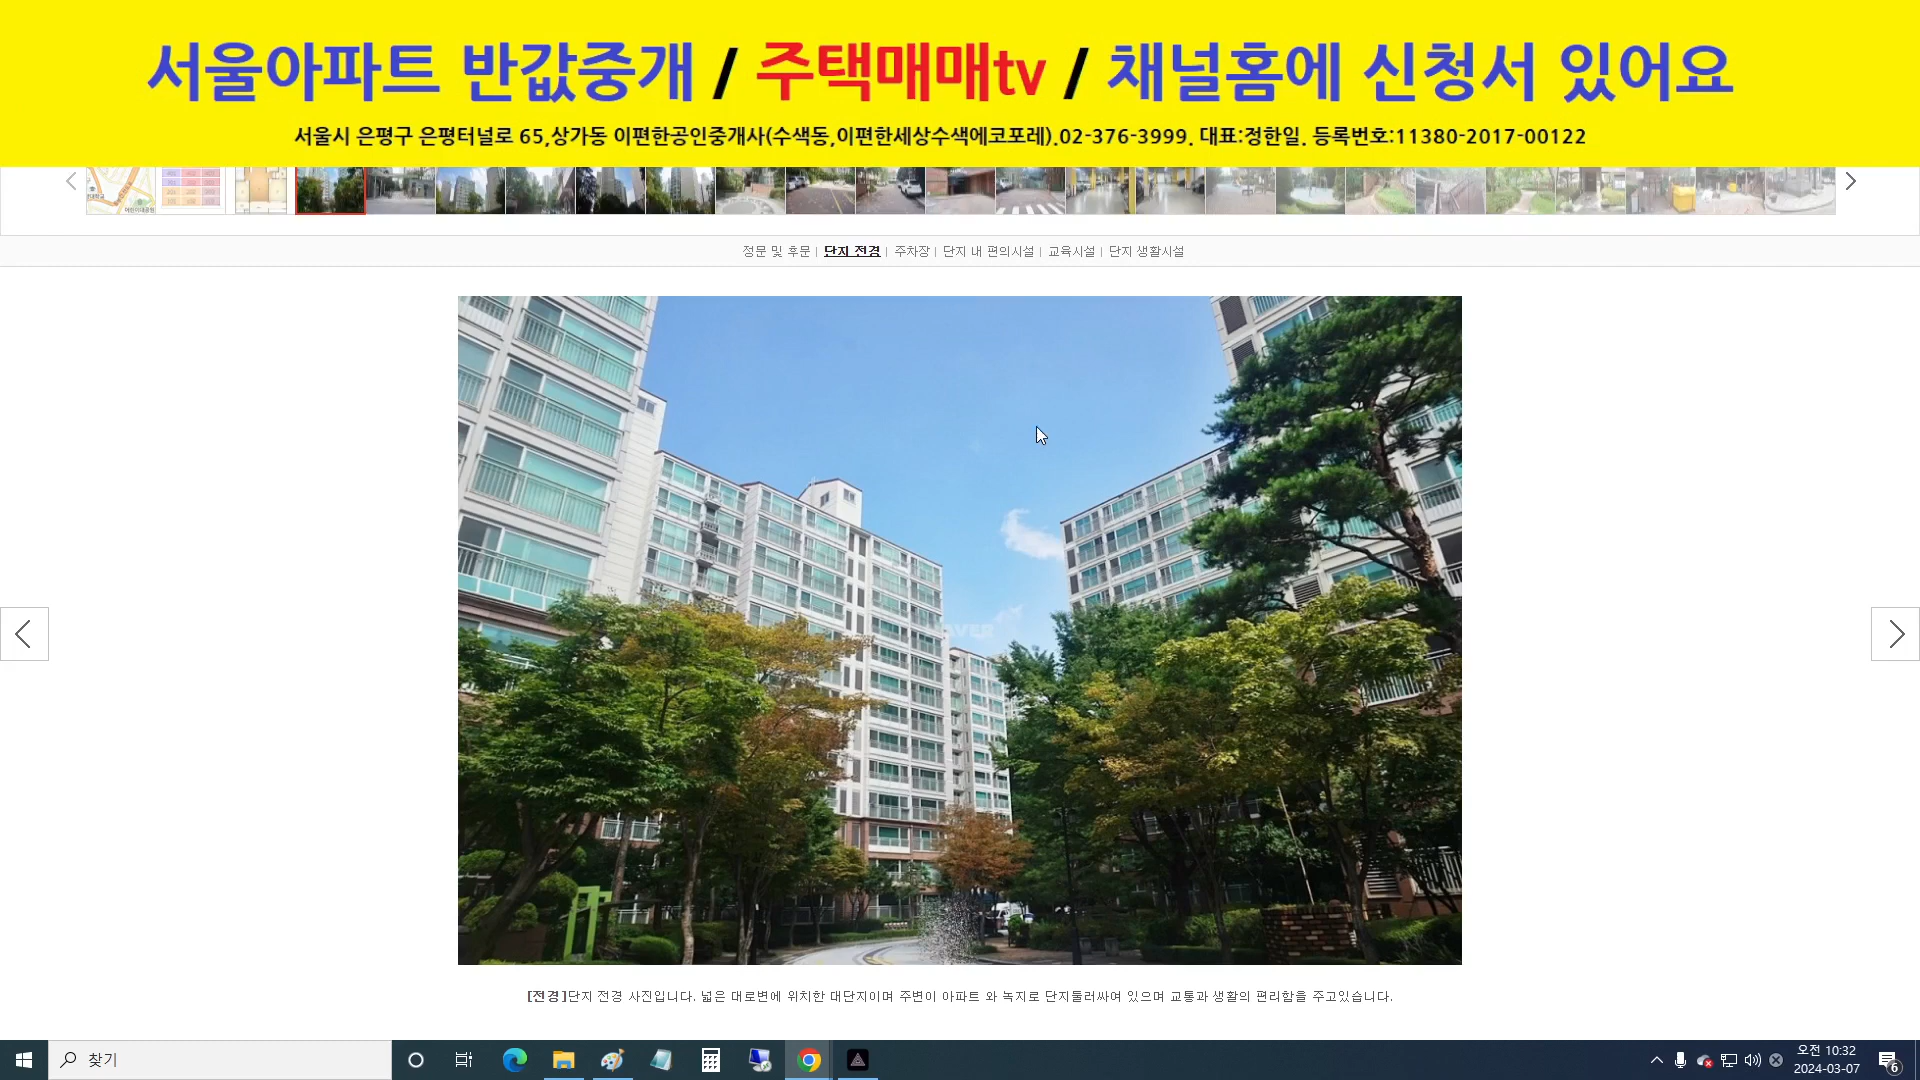 서울아파트 반값중개 / 주택매매tv / 채널홈에 신청서 있어요
서울시 은평구 은평터널로 65,상가동 이편한공인중개사(수색동,이편한세상수색에코포레).02-376-3999. 대표:정한일. 등록번호:11380-2017-00122
정문 및 후문 | 단지 전경 | 주차장 | 단지 내 편의시설 | 교육시설 | 단지 생활시설
[전경]단지 전경 사진입니다. 넓은 대로변에 위치한 대단지이며 주변이 아파트 와 녹지로 단지둘러싸여 있으며 교통과 생활의 편리함을 주고있습니다.
찾기
오전 10:32
2024-03-07
6